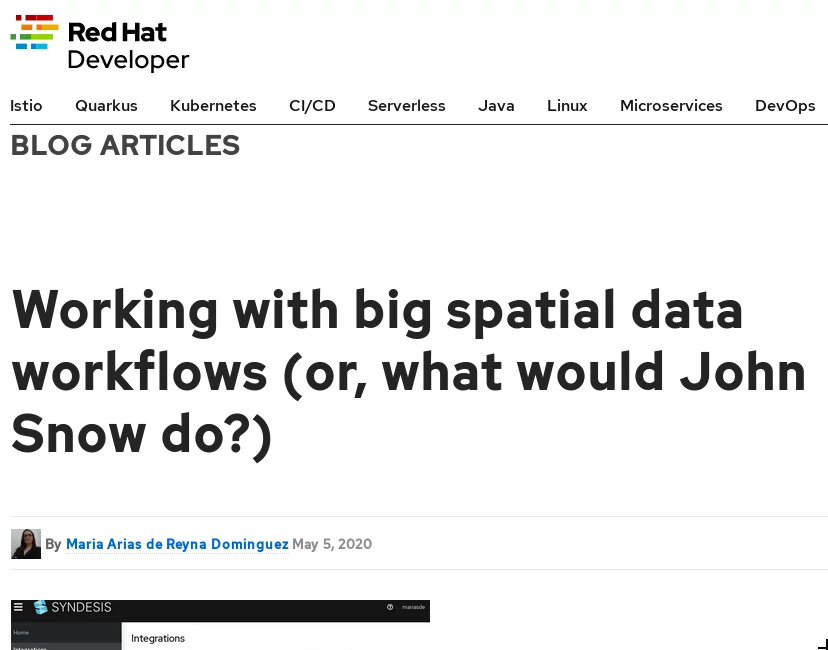 Red Hat
Developer
Istio Quarkus Kubernetes CI/CD Serverless Java Linux Microservices DevOps
BLOG ARTICLES
Working with big spatial data
workflows (or, what would John
Snow do?)
By Maria Arias de Reyna Dominguez May 5, 2020
SYNDESIS mariasde
Home
Integrations
Integrations